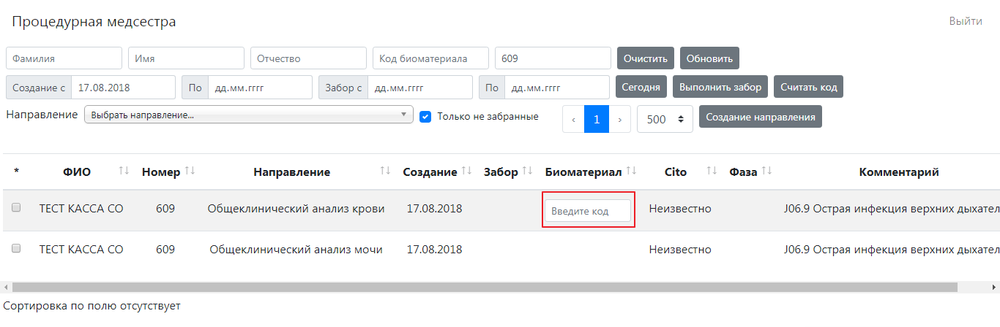 Процедурная медсестра Выйти
Фамилия Имя Отчество Код биоматериала 609 Очистить Обновить
Создание с 17.08.2018 По дд.мм.гггг Забор с дд.мм.гггг По дд.мм.гггг Сегодня Выполнить забор Считать код
Направление Выбрать направление... Только не забранные ‹ 1 › 500 Создание направления
* ФИО Номер Направление Создание Забор Биоматериал Cito Фаза Комментарий
ТЕСТ КАССА СО 609 Общеклинический анализ крови 17.08.2018 Введите код Неизвестно J06.9 Острая инфекция верхних дыхател
ТЕСТ КАССА СО 609 Общеклинический анализ мочи 17.08.2018 Неизвестно J06.9 Острая инфекция верхних дыхател
Сортировка по полю отсутствует